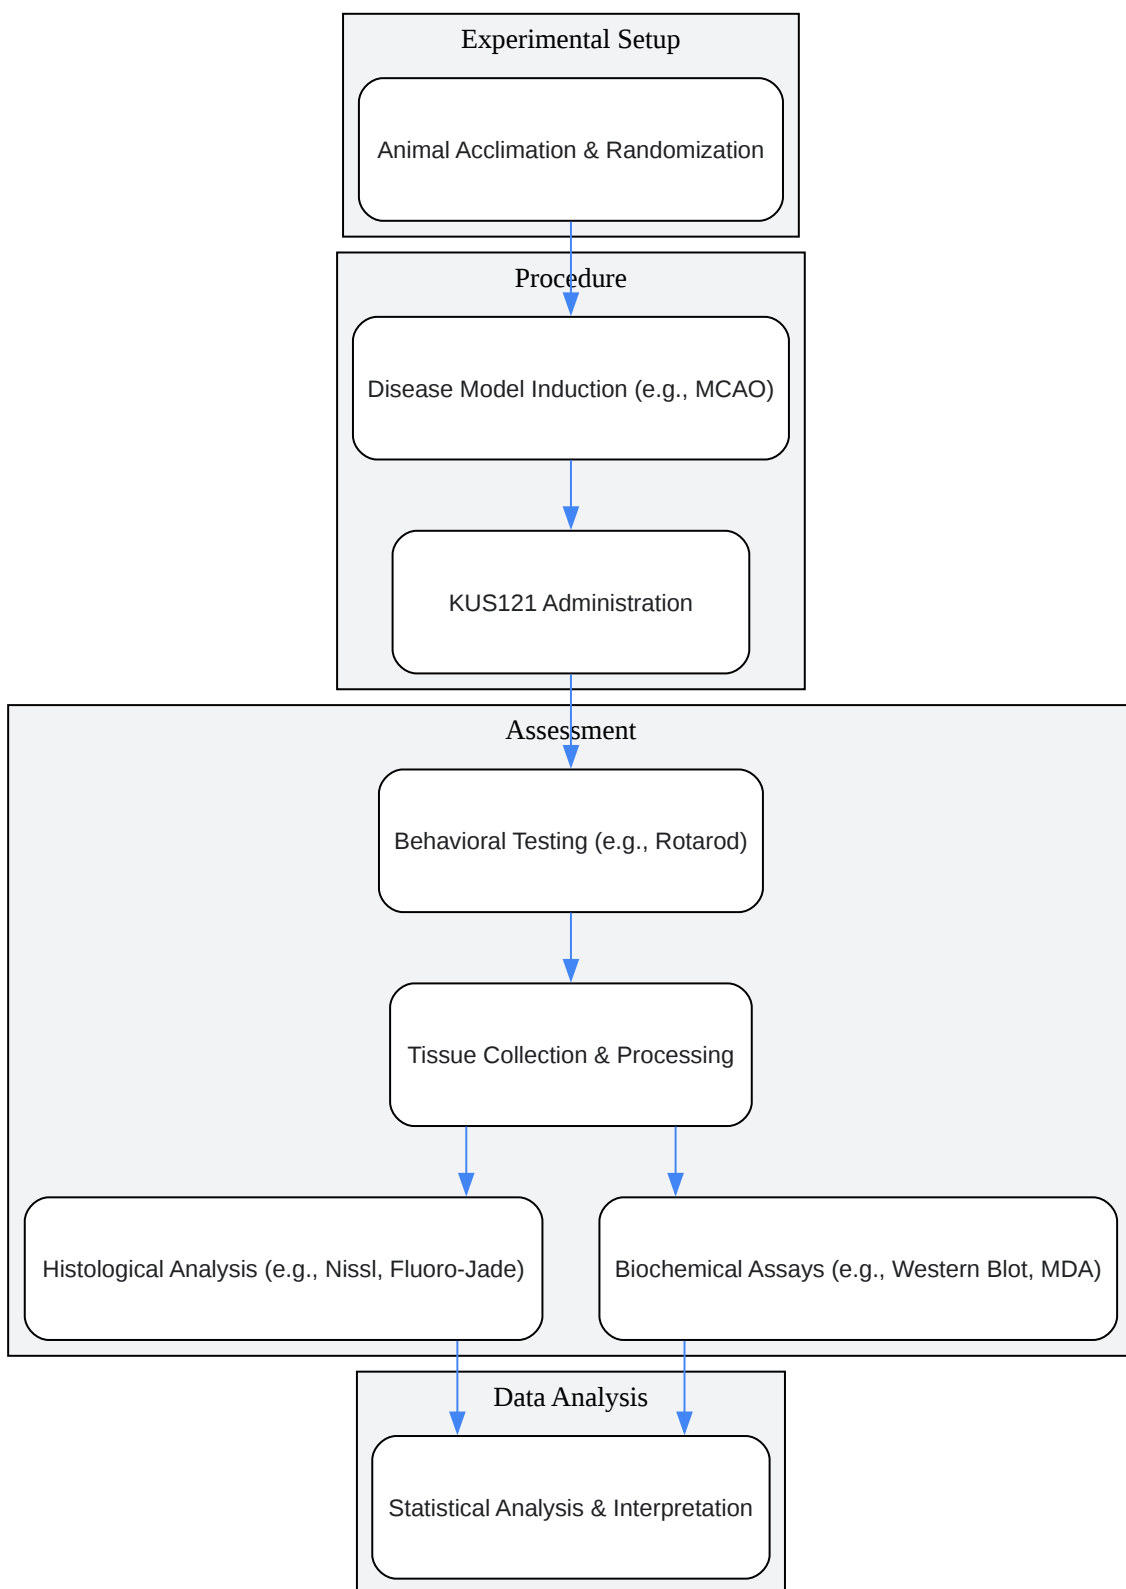 Experimental Setup
Animal Acclimation & Randomization
Procedure
Disease Model Induction (e.g., MCAO)
KUS121 Administration
Assessment
Behavioral Testing (e.g., Rotarod)
Tissue Collection & Processing
Histological Analysis (e.g., Nissl, Fluoro-Jade)
Biochemical Assays (e.g., Western Blot, MDA)
Data Analysis
Statistical Analysis & Interpretation